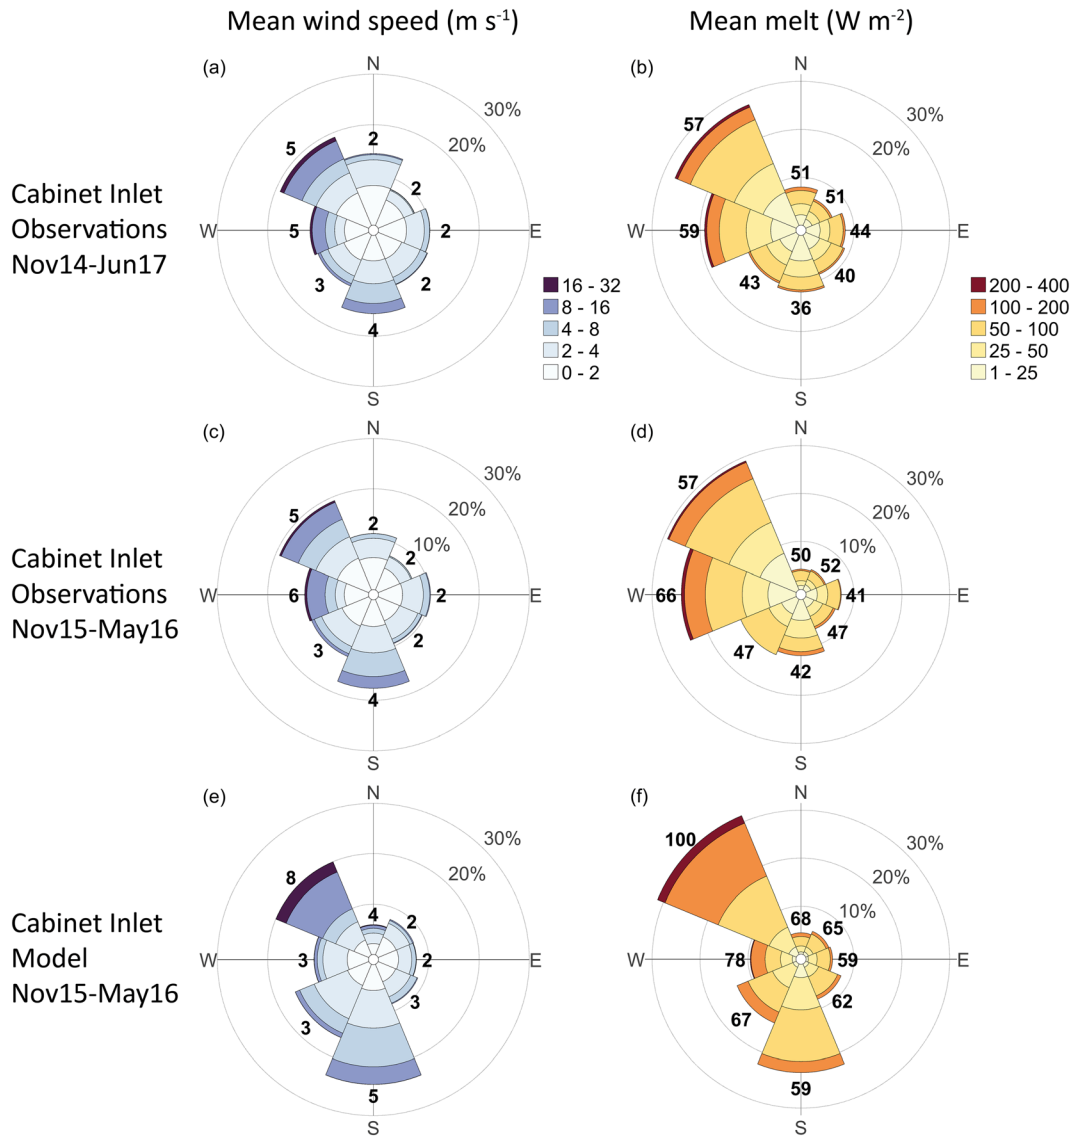 Mean wind speed (m s-1)
Mean melt (W m-2)
(a)
N
30%
20%
2
5
2
W
5
2
E
3
2
4
S
Cabinet Inlet
Observations
Nov14-Jun17
16 - 32
8 - 16
4 - 8
2 - 4
0 - 2
(b)
N
30%
20%
57
51
51
W
59
44
E
43
40
36
S
200 - 400
100 - 200
50 - 100
25 - 50
1 - 25
(c)
N
30%
20%
10%
5
2
2
W
6
2
E
3
2
4
S
Cabinet Inlet
Observations
Nov15-May16
(d)
N
30%
20%
10%
57
50
52
W
66
41
E
47
47
42
S
(e)
N
30%
20%
8
4
2
W
3
2
E
3
3
5
S
Cabinet Inlet
Model
Nov15-May16
(f)
N
30%
20%
10%
100
68
65
W
78
59
E
67
62
59
S